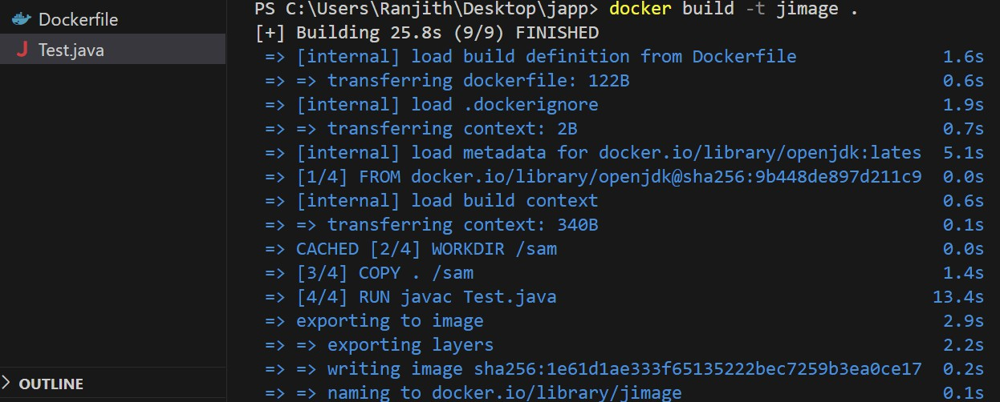 Dockerfile
J Test.java
OUTLINE
PS C:\Users\Ranjith\Desktop\japp> docker build -t jimage .
[+] Building 25.8s (9/9) FINISHED
=> [internal] load build definition from Dockerfile 1.6s
=> => transferring dockerfile: 122B 0.6s
=> [internal] load .dockerignore 1.9s
=> => transferring context: 2B 0.7s
=> [internal] load metadata for docker.io/library/openjdk:lates 5.1s
=> [1/4] FROM docker.io/library/openjdk@sha256:9b448de897d211c9 0.0s
=> [internal] load build context 0.6s
=> => transferring context: 340B 0.1s
=> CACHED [2/4] WORKDIR /sam 0.0s
=> [3/4] COPY . /sam 1.4s
=> [4/4] RUN javac Test.java 13.4s
=> exporting to image 2.9s
=> => exporting layers 2.2s
=> => writing image sha256:1e61d1ae333f65135222bec7259b3ea0ce17 0.2s
=> => naming to docker.io/library/jimage 0.1s